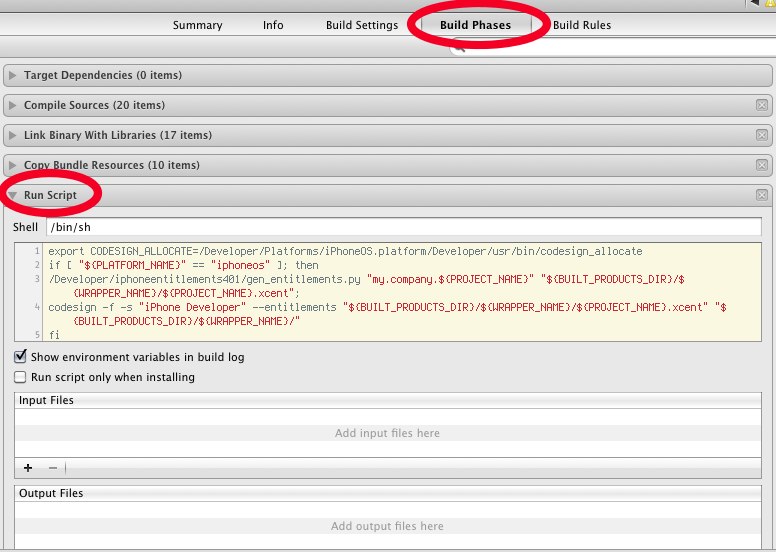 Summary Info Build Settings Build Phases Build Rules
Target Dependencies (0 items)
Compile Sources (20 items)
Link Binary With Libraries (17 items)
Copy Bundle Resources (10 items)
Run Script
Shell /bin/sh
1 export CODESIGN_ALLOCATE=/Developer/Platforms/iPhoneOS.platform/Developer/usr/bin/codesign_allocate
2 if [ "${PLATFORM_NAME}" == "iphoneos" ]; then
3 /Developer/iphoneentitlements401/gen_entitlements.py "my.company.${PROJECT_NAME}" "${BUILT_PRODUCTS_DIR}/$
{WRAPPER_NAME}/${PROJECT_NAME}.xcent";
4 codesign -f -s "iPhone Developer" --entitlements "${BUILT_PRODUCTS_DIR}/${WRAPPER_NAME}/${PROJECT_NAME}.xcent" "$
{BUILT_PRODUCTS_DIR}/${WRAPPER_NAME}/"
5 fi
Show environment variables in build log
Run script only when installing
Input Files
Add input files here
Output Files
Add output files here